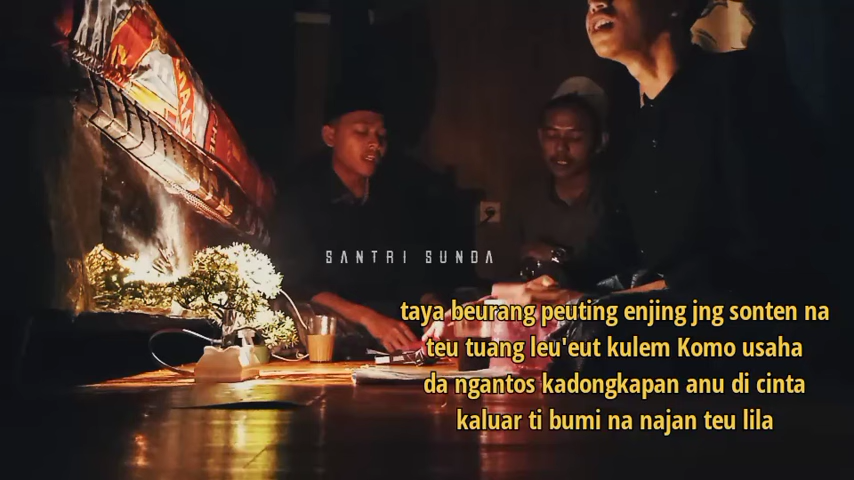 SANTRI SUNDA
taya beurang peuting enjing jng sonten na
teu tuang leu'eut kulem Komo usaha
da ngantos kadongkapan anu di cinta
kaluar ti bumi na najan teu lila